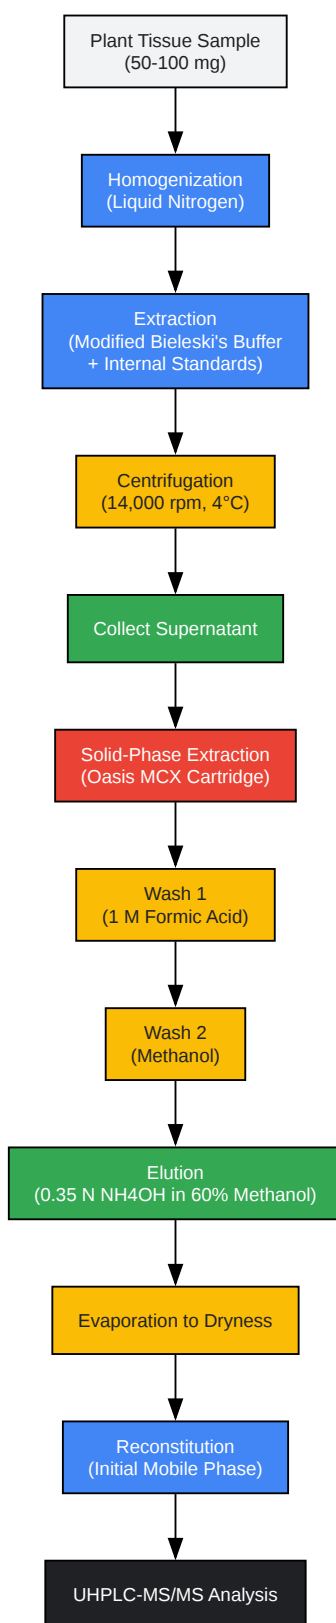 Plant Tissue Sample
(50-100 mg)
Homogenization
(Liquid Nitrogen)
Extraction
(Modified Bieleski's Buffer
+ Internal Standards)
Centrifugation
(14,000 rpm, 4°C)
Collect Supernatant
Solid-Phase Extraction
(Oasis MCX Cartridge)
Wash 1
(1 M Formic Acid)
Wash 2
(Methanol)
Elution
(0.35 N NH4OH in 60% Methanol)
Evaporation to Dryness
Reconstitution
(Initial Mobile Phase)
UHPLC-MS/MS Analysis